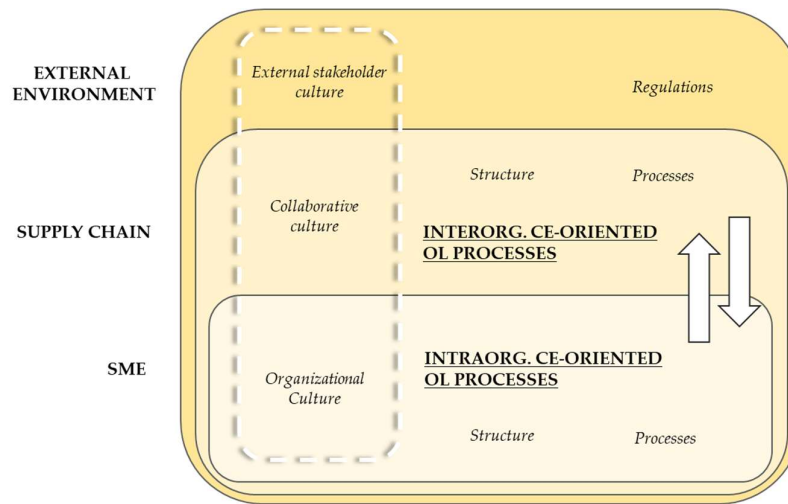 EXTERNAL
ENVIRONMENT
External stakeholder
culture
Regulations
Structure
Processes
SUPPLY CHAIN
Collaborative
culture
INTERORG. CE-ORIENTED
OL PROCESSES
SME
INTRAORG. CE-ORIENTED
OL PROCESSES
Organizational
Culture
Structure
Processes